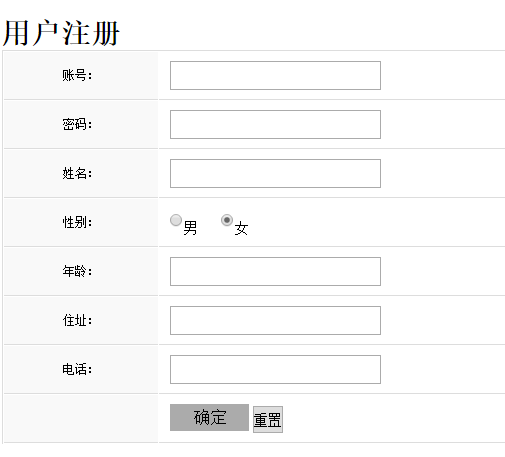 用户注册
账号：
密码：
姓名：
性别： 男 女
年龄：
住址：
电话：
确定 重置